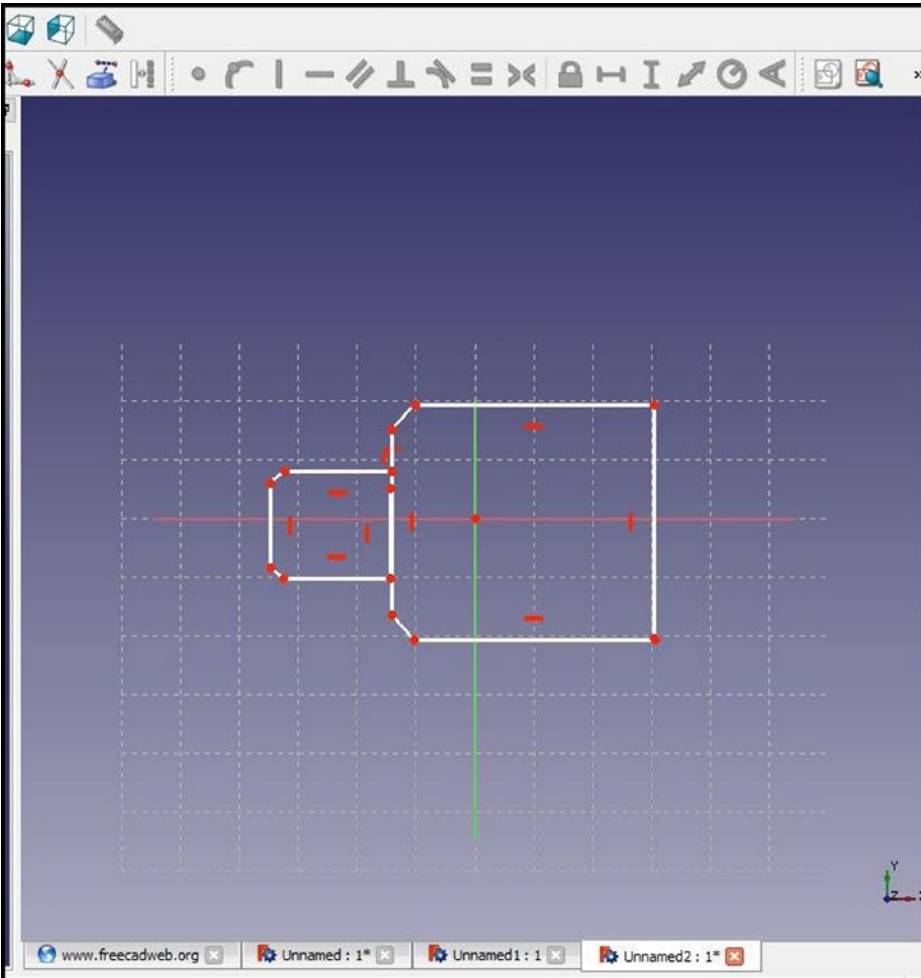 »
Y
Z
www.freecadweb.org
Unnamed : 1*
Unnamed1 : 1
Unnamed2 : 1*